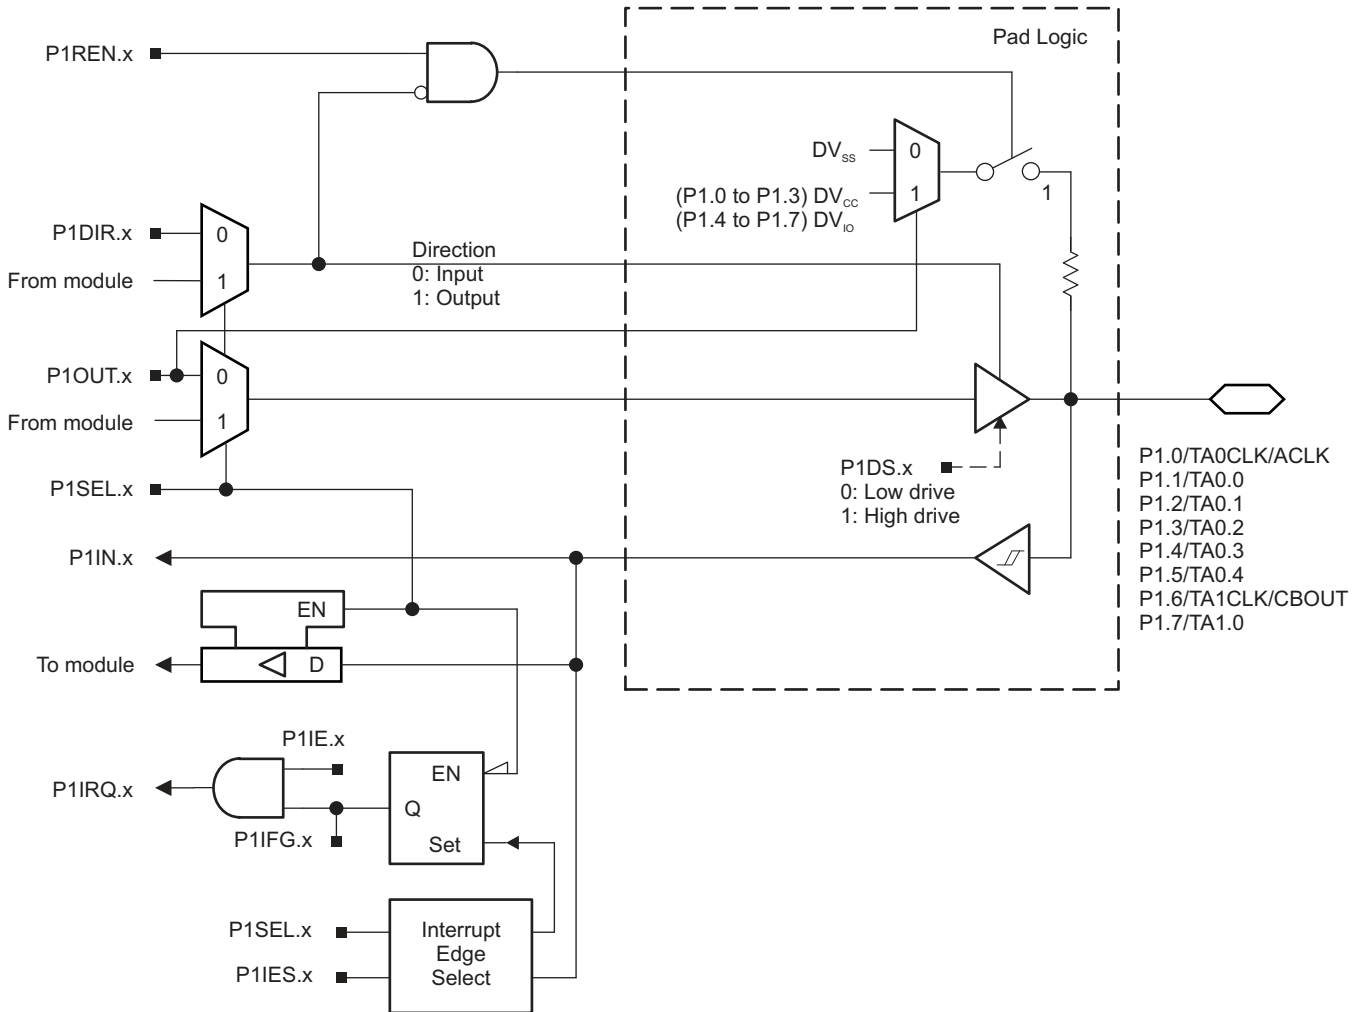 Pad Logic
P1REN.x
DVSS 0
(P1.0 to P1.3) DVCC 1
(P1.4 to P1.7) DVIO
1
P1DIR.x 0
From module 1
Direction
0: Input
1: Output
P1OUT.x 0
From module 1
P1DS.x
0: Low drive
1: High drive
P1SEL.x
P1.0/TA0CLK/ACLK
P1.1/TA0.0
P1.2/TA0.1
P1.3/TA0.2
P1.4/TA0.3
P1.5/TA0.4
P1.6/TA1CLK/CBOUT
P1.7/TA1.0
P1IN.x
EN
To module D
P1IE.x
P1IRQ.x
EN
Q
P1IFG.x
Set
P1SEL.x
P1IES.x
Interrupt
Edge
Select